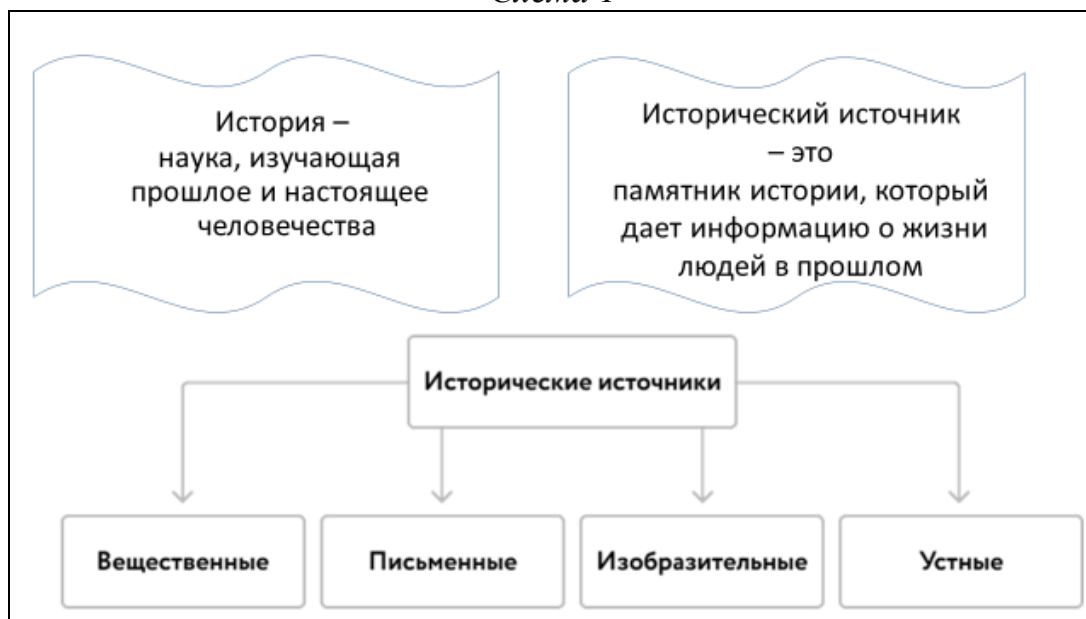 История –
наука, изучающая
прошлое и настоящее
человечества
Исторический источник
– это
памятник истории, который
дает информацию о жизни
людей в прошлом
Исторические источники
Вещественные
Письменные
Изобразительные
Устные